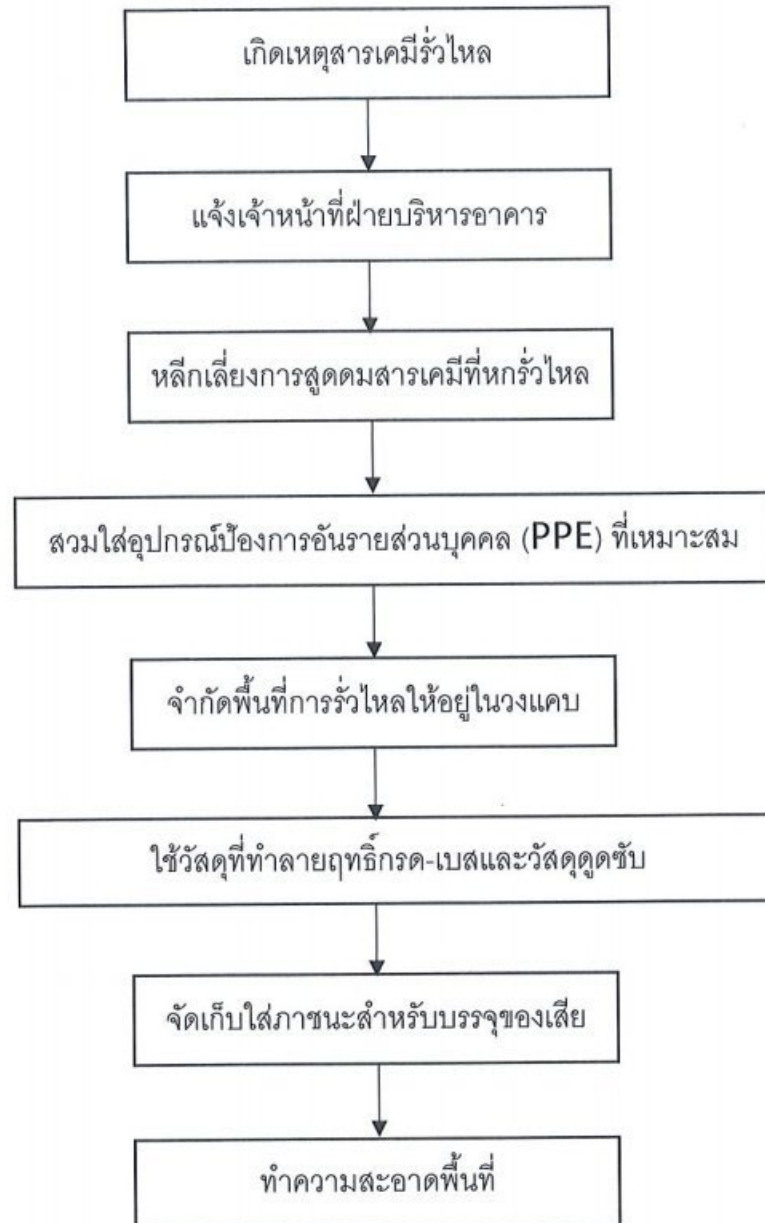 เกิดเหตุสารเคมีรั่วไหล
แจ้งเจ้าหน้าที่ฝ่ายบริหารอาคาร
หลีกเลี่ยงการสูดดมสารเคมีที่หกรั่วไหล
สวมใส่อุปกรณ์ป้องการอันรายส่วนบุคคล (PPE) ที่เหมาะสม
จำกัดพื้นที่การรั่วไหลให้อยู่ในวงแคบ
ใช้วัสดุที่ทำลายฤทธิ์กรด-เบสและวัสดุดูดซับ
จัดเก็บใส่ภาชนะสำหรับบรรจุของเสีย
ทำความสะอาดพื้นที่